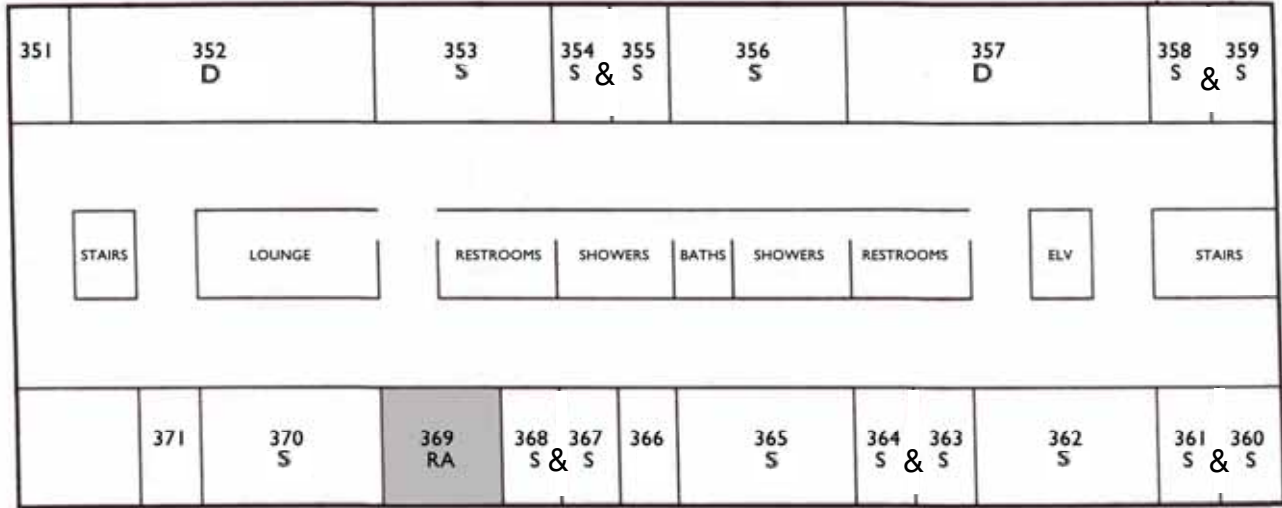 351 352 353 354 & 355 356 357 358 & 359
D S S S S D S S
STAIRS LOUNGE RESTROOMS SHOWERS BATHS SHOWERS RESTROOMS ELV STAIRS
371 370 369 368 & 367 366 365 364 & 363 362 361 & 360
S RA S S S S S S S S